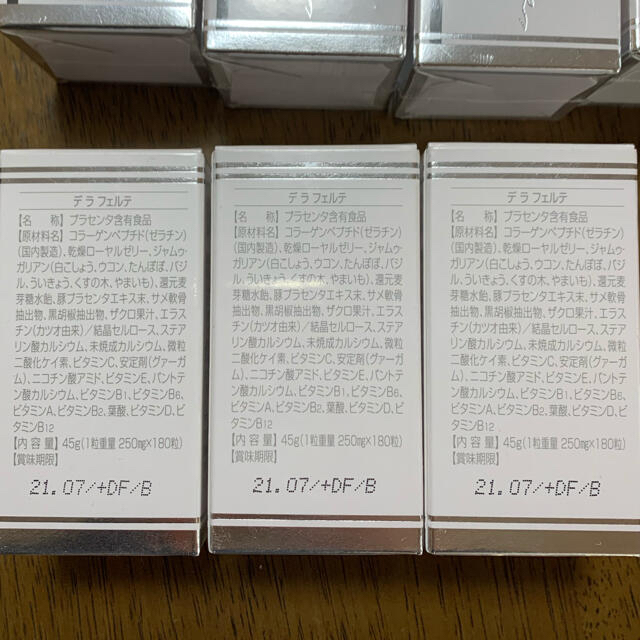 デ ラ フェルテ
【名　　称】プラセンタ含有食品
【原材料名】コラーゲンペプチド(ゼラチン)
(国内製造)、乾燥ローヤルゼリー、ジャムゥ・
ガリアン(白こしょう、ウコン、たんぽぽ、バジ
ル、ういきょう、くすの木、やまいも)、還元麦
芽糖水飴、豚プラセンタエキス末、サメ軟骨
抽出物、黒胡椒抽出物、ザクロ果汁、エラス
チン(カツオ由来)/結晶セルロース、ステア
リン酸カルシウム、未焼成カルシウム、微粒
二酸化ケイ素、ビタミンC、安定剤(グァーガ
ム)、ニコチン酸アミド、ビタミンE、パントテ
ン酸カルシウム、ビタミンB1、ビタミンB6、
ビタミンA、ビタミンB2、葉酸、ビタミンD、ビ
タミンB12
【内 容 量】45g(1粒重量 250mg×180粒)
【賞味期限】
21.07/+DF/B
デ ラ フェルテ
【名　　称】プラセンタ含有食品
【原材料名】コラーゲンペプチド(ゼラチン)
(国内製造)、乾燥ローヤルゼリー、ジャムゥ・
ガリアン(白こしょう、ウコン、たんぽぽ、バジ
ル、ういきょう、くすの木、やまいも)、還元麦
芽糖水飴、豚プラセンタエキス末、サメ軟骨
抽出物、黒胡椒抽出物、ザクロ果汁、エラス
チン(カツオ由来)/結晶セルロース、ステア
リン酸カルシウム、未焼成カルシウム、微粒
二酸化ケイ素、ビタミンC、安定剤(グァーガ
ム)、ニコチン酸アミド、ビタミンE、パントテ
ン酸カルシウム、ビタミンB1、ビタミンB6、
ビタミンA、ビタミンB2、葉酸、ビタミンD、ビ
タミンB12
【内 容 量】45g(1粒重量 250mg×180粒)
【賞味期限】
21.07/+DF/B
デ ラ フェルテ
【名　　称】プラセンタ含有食品
【原材料名】コラーゲンペプチド(ゼラチン)
(国内製造)、乾燥ローヤルゼリー、ジャムゥ・
ガリアン(白こしょう、ウコン、たんぽぽ、バジ
ル、ういきょう、くすの木、やまいも)、還元麦
芽糖水飴、豚プラセンタエキス末、サメ軟骨
抽出物、黒胡椒抽出物、ザクロ果汁、エラス
チン(カツオ由来)/結晶セルロース、ステア
リン酸カルシウム、未焼成カルシウム、微粒
二酸化ケイ素、ビタミンC、安定剤(グァーガ
ム)、ニコチン酸アミド、ビタミンE、パントテ
ン酸カルシウム、ビタミンB1、ビタミンB6、
ビタミンA、ビタミンB2、葉酸、ビタミンD、ビ
タミンB12
【内 容 量】45g(1粒重量 250mg×180粒)
【賞味期限】
21.07/+DF/B